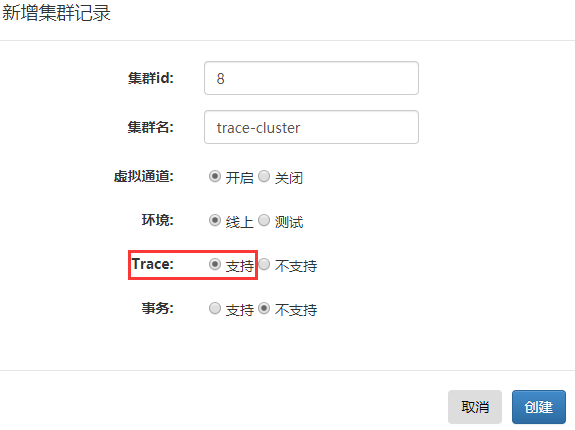 新增集群记录
集群id: 8
集群名: trace-cluster
虚拟通道: 开启 关闭
环境: 线上 测试
Trace: 支持 不支持
事务: 支持 不支持
取消 创建